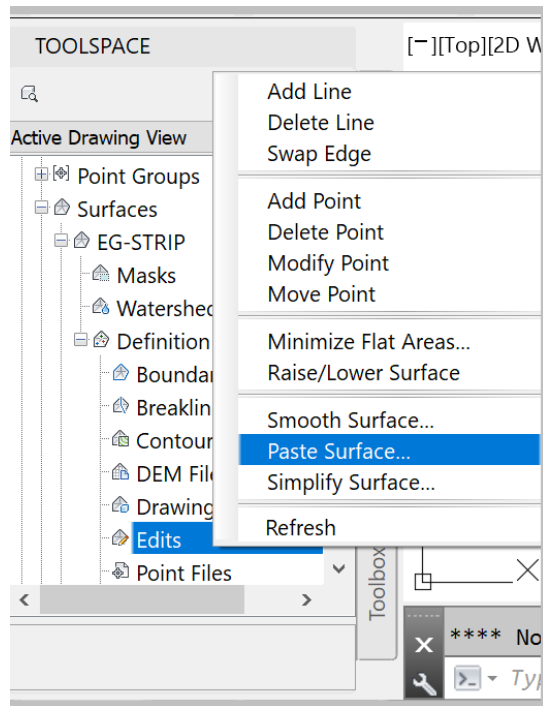 TOOLSPACE
[−][Top][2D W
Active Drawing View
Point Groups
Surfaces
EG-STRIP
Masks
Watershed
Definition
Boundar
Breaklin
Contour
DEM File
Drawing
Edits
Point Files
Add Line
Delete Line
Swap Edge
Add Point
Delete Point
Modify Point
Move Point
Minimize Flat Areas...
Raise/Lower Surface
Smooth Surface...
Paste Surface...
Simplify Surface...
Refresh
Toolbox
**** No
Typ